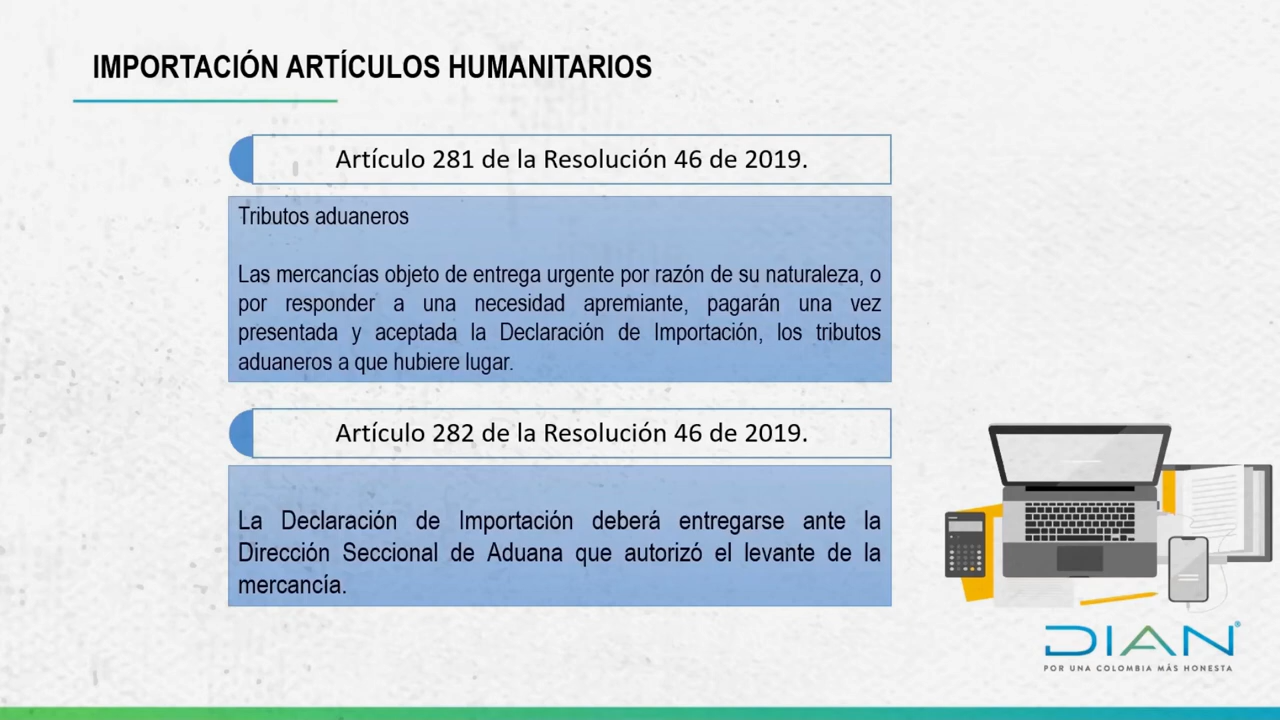 IMPORTACIÓN ARTÍCULOS HUMANITARIOS
Artículo 281 de la Resolución 46 de 2019.
Tributos aduaneros
Las mercancías objeto de entrega urgente por razón de su naturaleza, o
por responder a una necesidad apremiante, pagarán una vez
presentada y aceptada la Declaración de Importación, los tributos
aduaneros a que hubiere lugar.
Artículo 282 de la Resolución 46 de 2019.
La Declaración de Importación deberá entregarse ante la
Dirección Seccional de Aduana que autorizó el levante de la
mercancía.
DIAN®
POR UNA COLOMBIA MÁS HONESTA